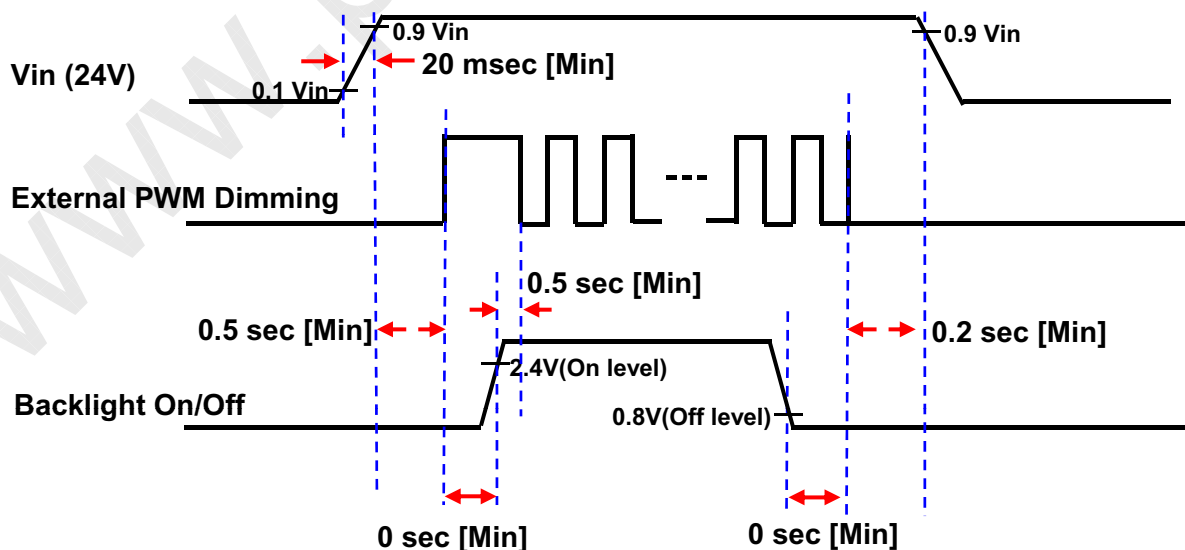 0.9 Vin
0.9 Vin
Vin (24V)
20 msec [Min]
0.1 Vin
External PWM Dimming
0.5 sec [Min]
0.5 sec [Min]
0.2 sec [Min]
2.4V(On level)
Backlight On/Off
0.8V(Off level)
0 sec [Min]
0 sec [Min]